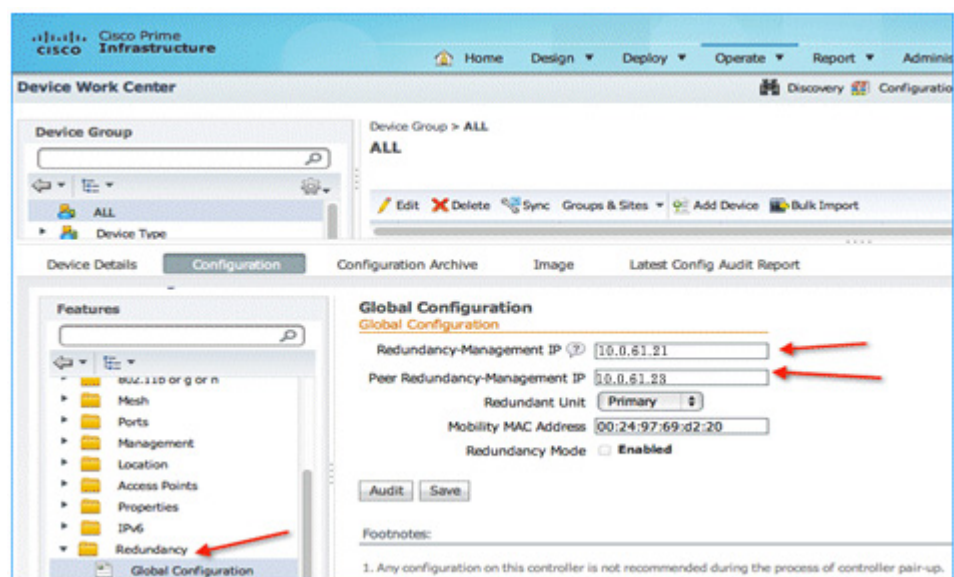 Cisco Prime
CISCO Infrastructure
Home Design Deploy Operate Report Adminis
Device Work Center
Discovery Configuratio
Device Group
Device Group > ALL
ALL
Edit Delete Sync Groups & Sites Add Device Bulk Import
ALL
Device Type
Device Details Configuration Configuration Archive Image Latest Config Audit Report
Features
Global Configuration
Global Configuration
Redundancy-Management IP ? 10.0.61.21
Peer Redundancy-Management IP 10.0.61.23
Redundant Unit Primary
Mobility MAC Address 00:24:97:69:d2:20
Redundancy Mode Enabled
Audit Save
802.11b or g or n
Mesh
Ports
Management
Location
Access Points
Properties
IPv6
Redundancy
Global Configuration
Footnotes:
1. Any configuration on this controller is not recommended during the process of controller pair-up.